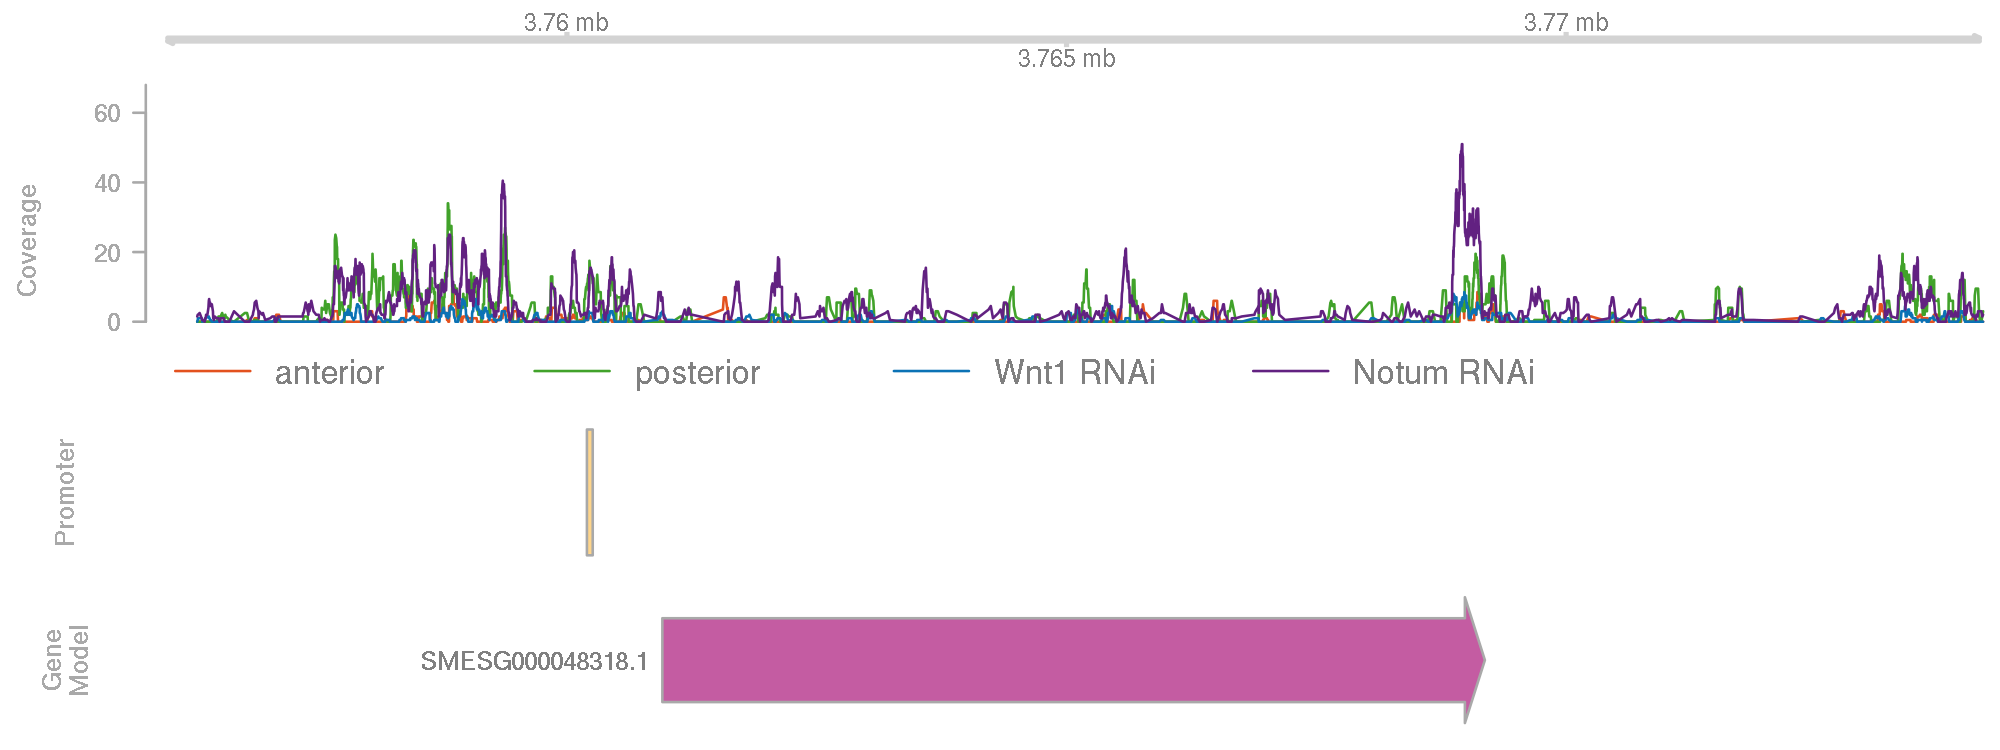 3.76 mb
3.77 mb
3.765 mb
Coverage
60
40
20
0
anterior posterior Wnt1 RNAi Notum RNAi
Promoter
Gene
Model
SMESG000048318.1